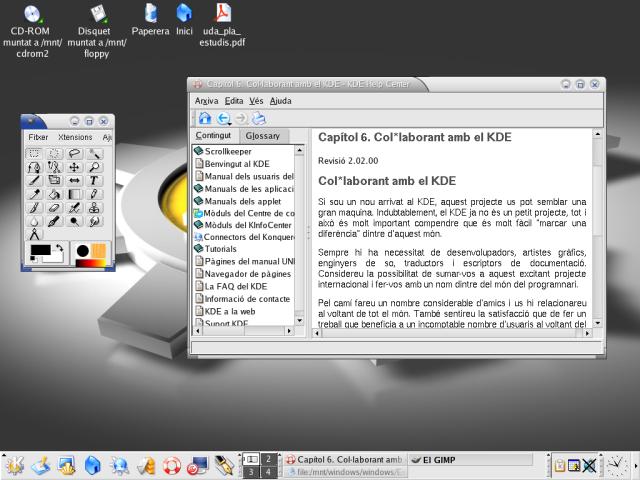 CD-ROM
muntat a /mnt/
cdrom2
Disquet
muntat a /mnt/
floppy
Paperera
Inici
uda_pla_
estudis.pdf
Capítol 6. Col·laborant amb el KDE - KDE Help Center
Arxiva Edita Vés Ajuda
Contingut Glossary
Scrollkeeper
Benvingut al KDE
Manual dels usuaris del
Manuals de les aplicaci
Manuals dels applet
Mòduls del Centre de co
Mòduls del KInfoCenter
Connectors del Konquer
Tutorials
Pàgines del manual UNI
Navegador de pàgines
La FAQ del KDE
Informació de contacte
KDE a la web
Suport KDE
Capítol 6. Col*laborant amb el KDE
Revisió 2.02.00
Col*laborant amb el KDE
Si sou un nou arrivat al KDE, aquest projecte us pot semblar una
gran maquina. Indubtablement, el KDE ja no és un petit projecte, tot i
això és molt important compendre que és molt fàcil "marcar una
diferència" dintre d'aquest món.
Sempre hi ha necessitat de desenvolupadors, artistes gràfics,
enginyers de so, traductors i escriptors de documentació.
Considereu la possibilitat de sumar-vos a aquest excitant projecte
internacional i fer-vos amb un nom dintre del món del programnari.
Pel camí fareu un nombre considerable d'amics i us hi relacionareu
al voltant de tot el món. També sentireu la satisfacció que de fer un
treball que beneficia a un incomptable nombre d'usuaris al voltant del
Fitxer Xtensions Aju
1 2
3 4
Capítol 6. Col·laborant amb
El GIMP
file:/mnt/windows/windows/Es